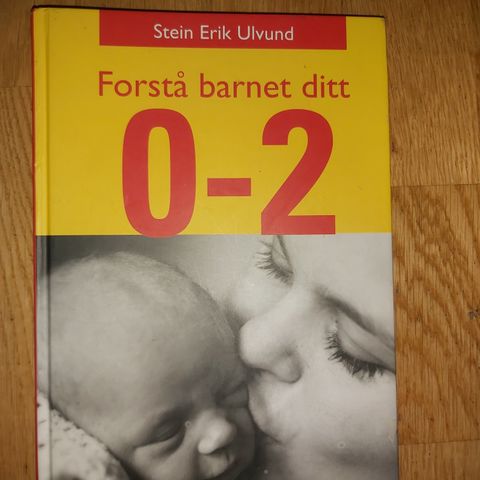 Stein Erik Ulvund
Forstå barnet ditt
0-2